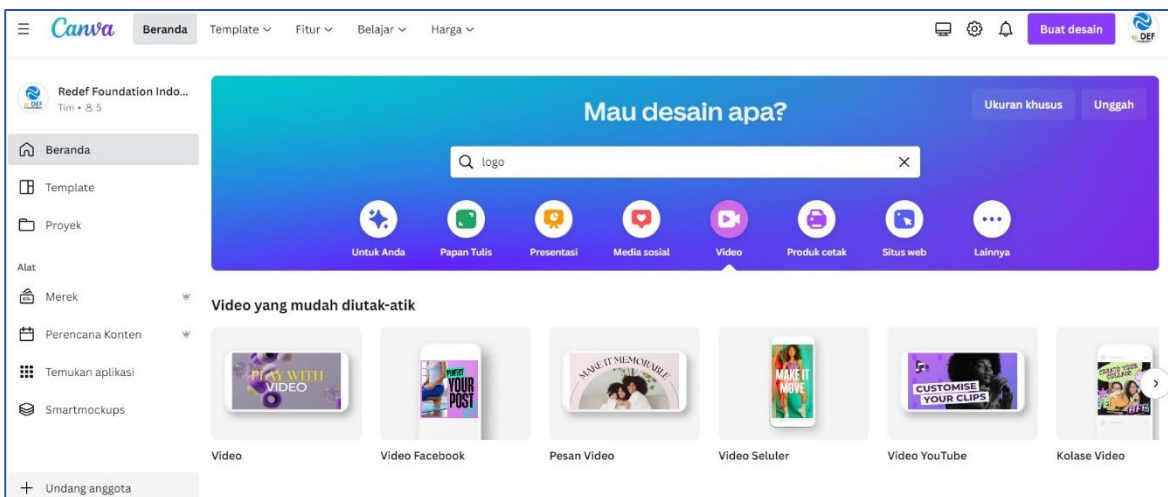 Canva
Beranda
Template
Fitur
Belajar
Harga
Buat desain
DEF
Redef Foundation Indo...
Tim • 5
Beranda
Template
Proyek
Alat
Merek
Perencana Konten
Temukan aplikasi
Smartmockups
Undang anggota
Mau desain apa?
Ukuran khusus
Unggah
logo
Untuk Anda
Papan Tulis
Presentasi
Media sosial
Video
Produk cetak
Situs web
Lainnya
Video yang mudah diutak-atik
PLAY WITH
VIDEO
PERFECT
YOUR
POST
MAKE IT MEMORABLE
MAKE IT
MOVE
CUSTOMISE
YOUR CLIPS
CREATE YOUR
COLLAGE
Video
Video Facebook
Pesan Video
Video Seluler
Video YouTube
Kolase Video